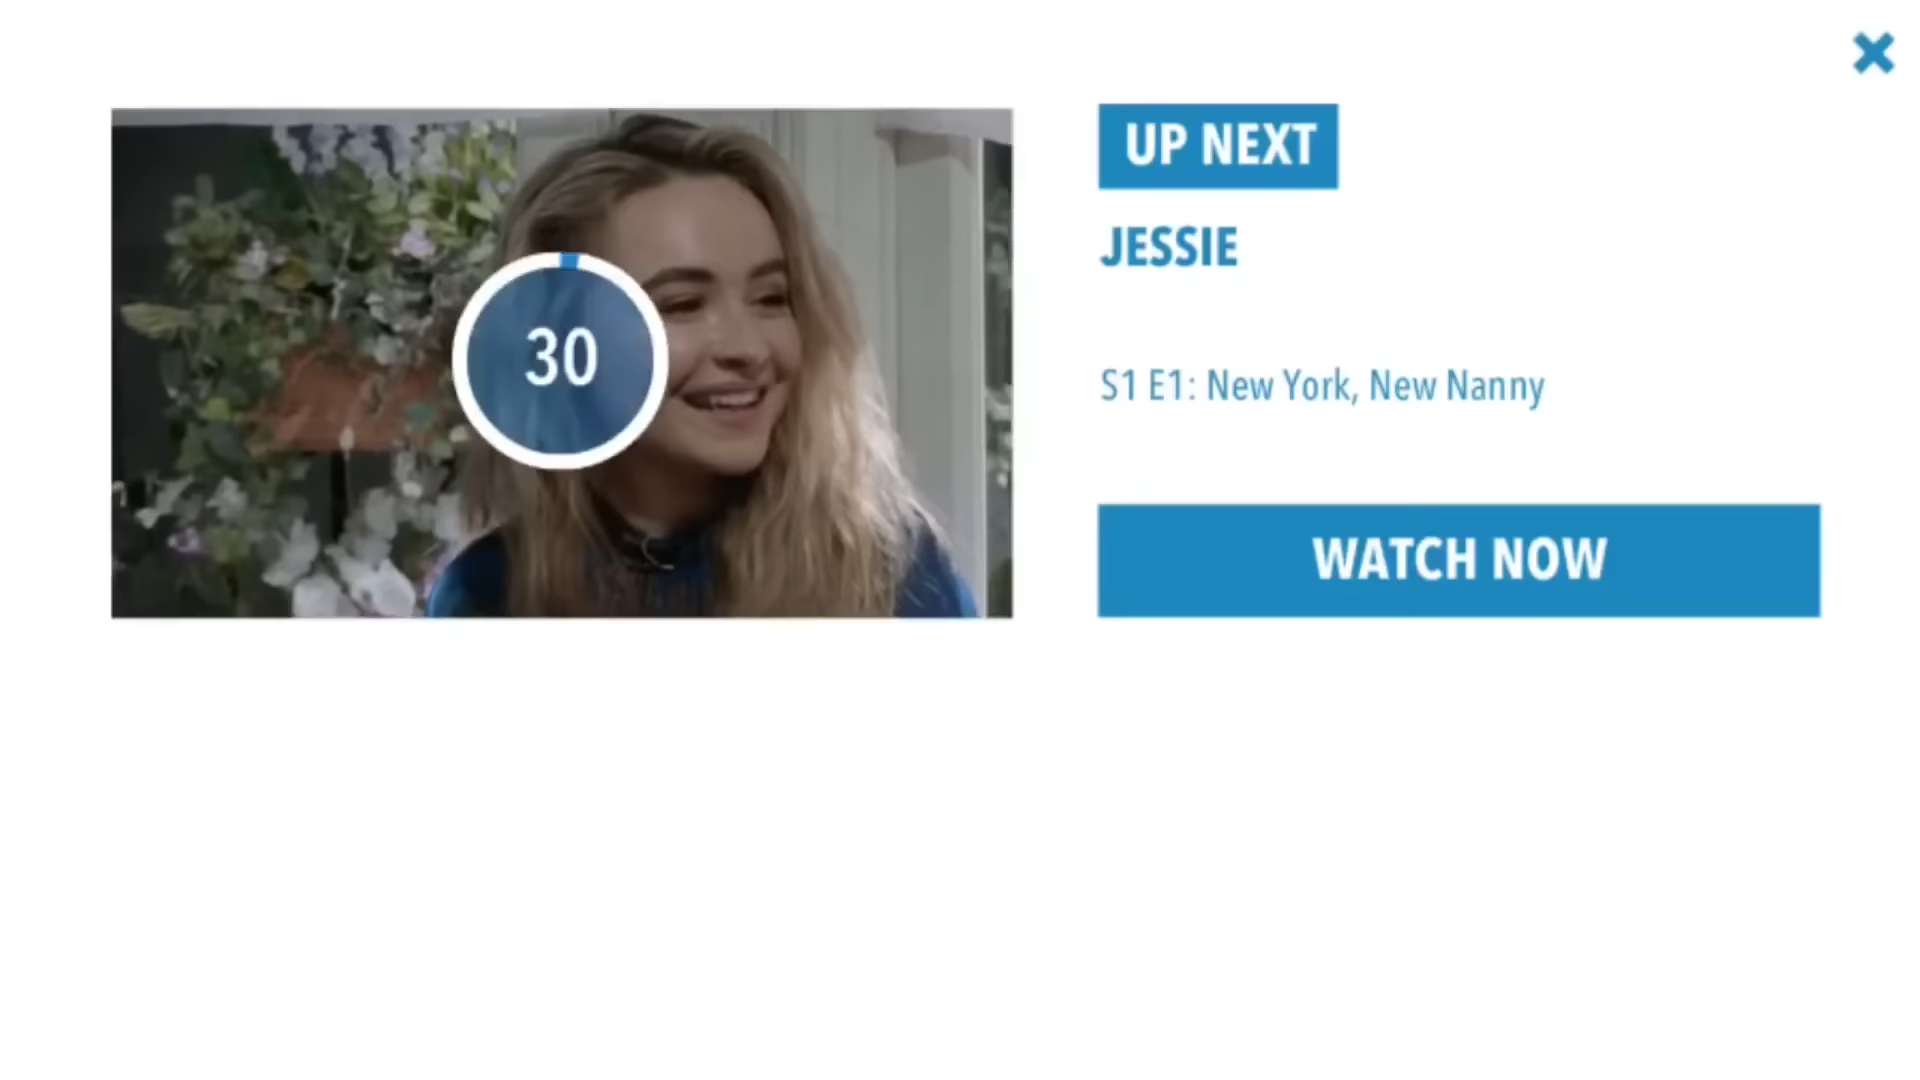 UP NEXT
JESSIE
30
S1 E1: New York, New Nanny
WATCH NOW